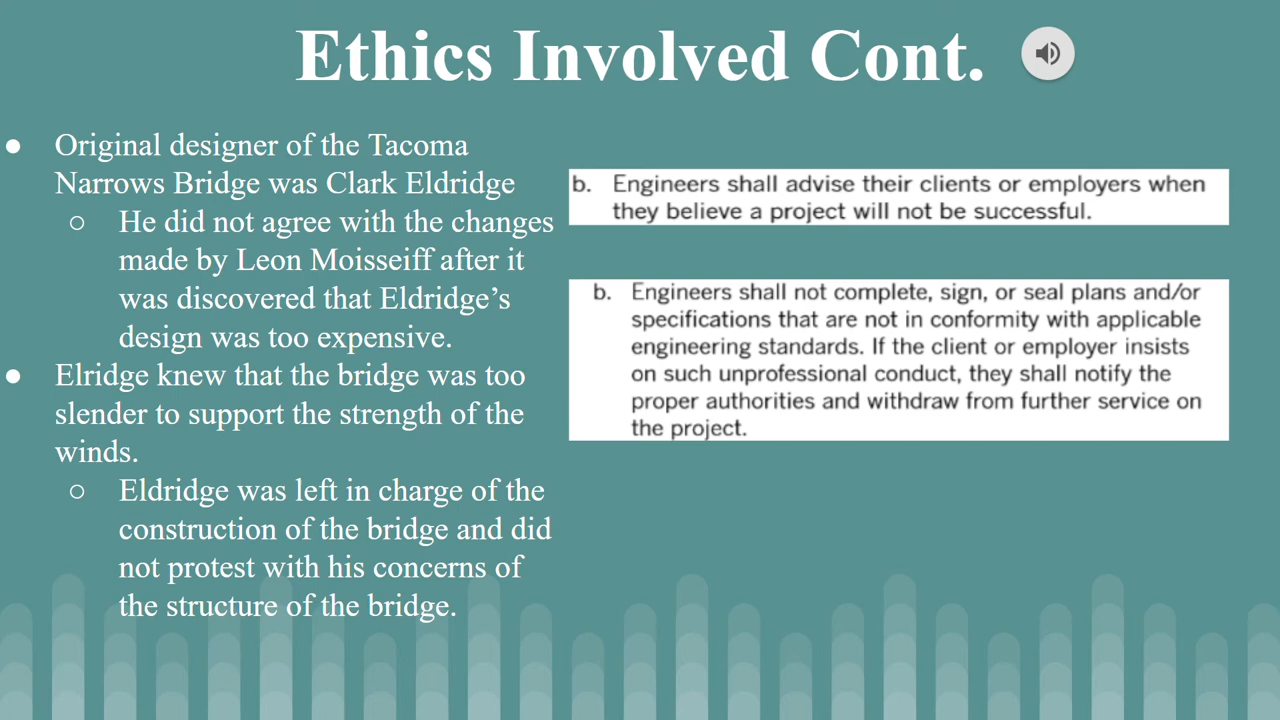 Ethics Involved Cont.
● Original designer of the Tacoma
Narrows Bridge was Clark Eldridge
○ He did not agree with the changes
made by Leon Moisseiff after it
was discovered that Eldridge’s
design was too expensive.
● Elridge knew that the bridge was too
slender to support the strength of the
winds.
○ Eldridge was left in charge of the
construction of the bridge and did
not protest with his concerns of
the structure of the bridge.
b. Engineers shall advise their clients or employers when
they believe a project will not be successful.
b. Engineers shall not complete, sign, or seal plans and/or
specifications that are not in conformity with applicable
engineering standards. If the client or employer insists
on such unprofessional conduct, they shall notify the
proper authorities and withdraw from further service on
the project.